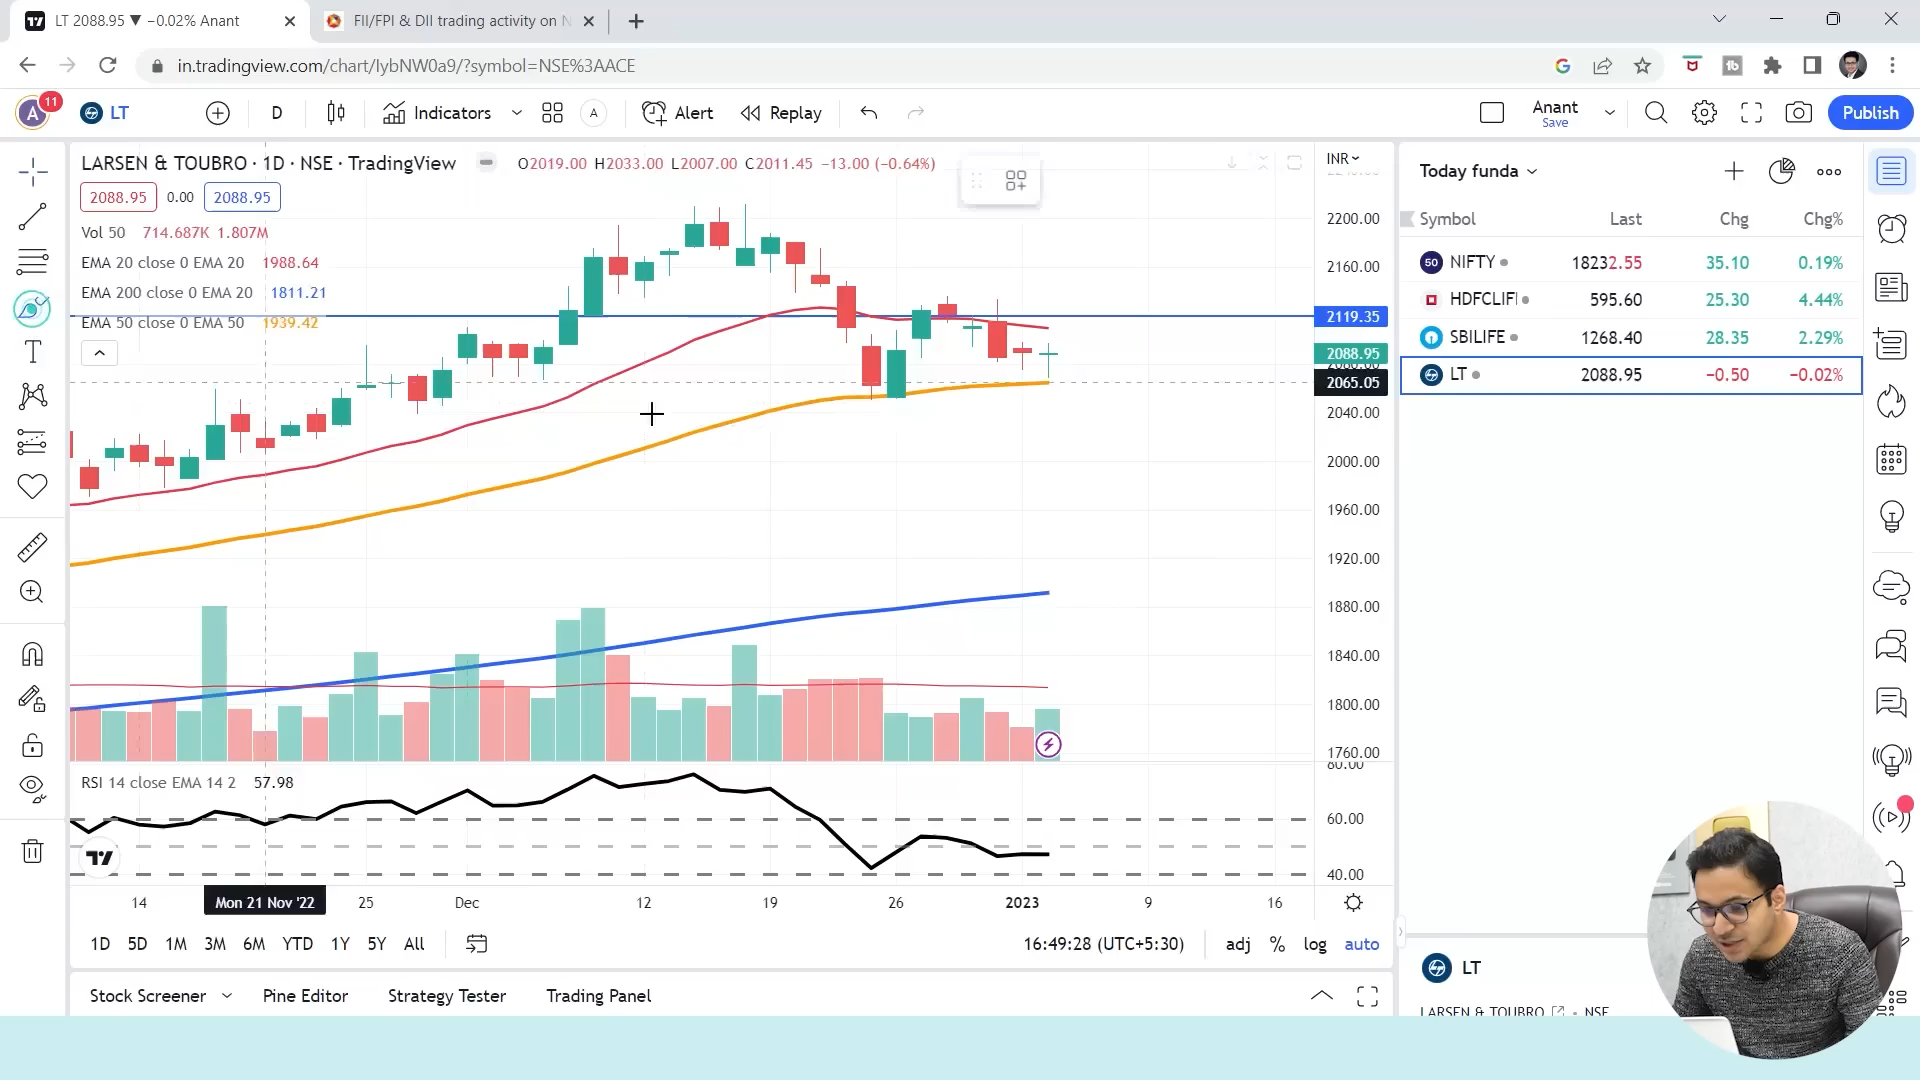 LT 2088.95 ▼ −0.02% Anant
FII/FPI & DII trading activity on N
in.tradingview.com/chart/lybNW0a9/?symbol=NSE%3AACE
A 11
LT
D
Indicators
A
Alert
Replay
Anant
Save
Publish
LARSEN & TOUBRO · 1D · NSE · TradingView
O2019.00 H2033.00 L2007.00 C2011.45 −13.00 (−0.64%)
INR
2088.95 0.00 2088.95
Vol 50 714.687K 1.807M
EMA 20 close 0 EMA 20 1988.64
EMA 200 close 0 EMA 20 1811.21
EMA 50 close 0 EMA 50 1939.42
2200.00
2160.00
2119.35
2088.95
2065.05
2040.00
2000.00
1960.00
1920.00
1880.00
1840.00
1800.00
1760.00
RSI 14 close EMA 14 2 57.98
80.00
60.00
40.00
14 Mon 21 Nov '22 25 Dec 12 19 26 2023 9 16
1D 5D 1M 3M 6M YTD 1Y 5Y All
16:49:28 (UTC+5:30)
adj % log auto
Stock Screener Pine Editor Strategy Tester Trading Panel
Today funda
Symbol Last Chg Chg%
50 NIFTY 18232.55 35.10 0.19%
HDFCLIFI 595.60 25.30 4.44%
SBILIFE 1268.40 28.35 2.29%
LT 2088.95 −0.50 −0.02%
LT
LARSEN & TOUBRO · NSE